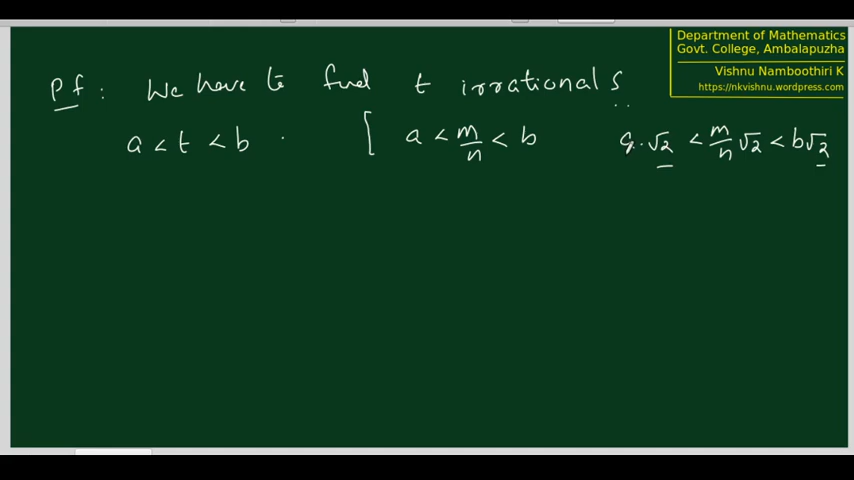 Department of Mathematics
Govt. College, Ambalapuzha
Vishnu Namboothiri K
https://nkvishnu.wordpress.com
Pf : We have to find t irrational s.
a < t < b . [ a < m/n < b a·√2 < m/n √2 < b√2